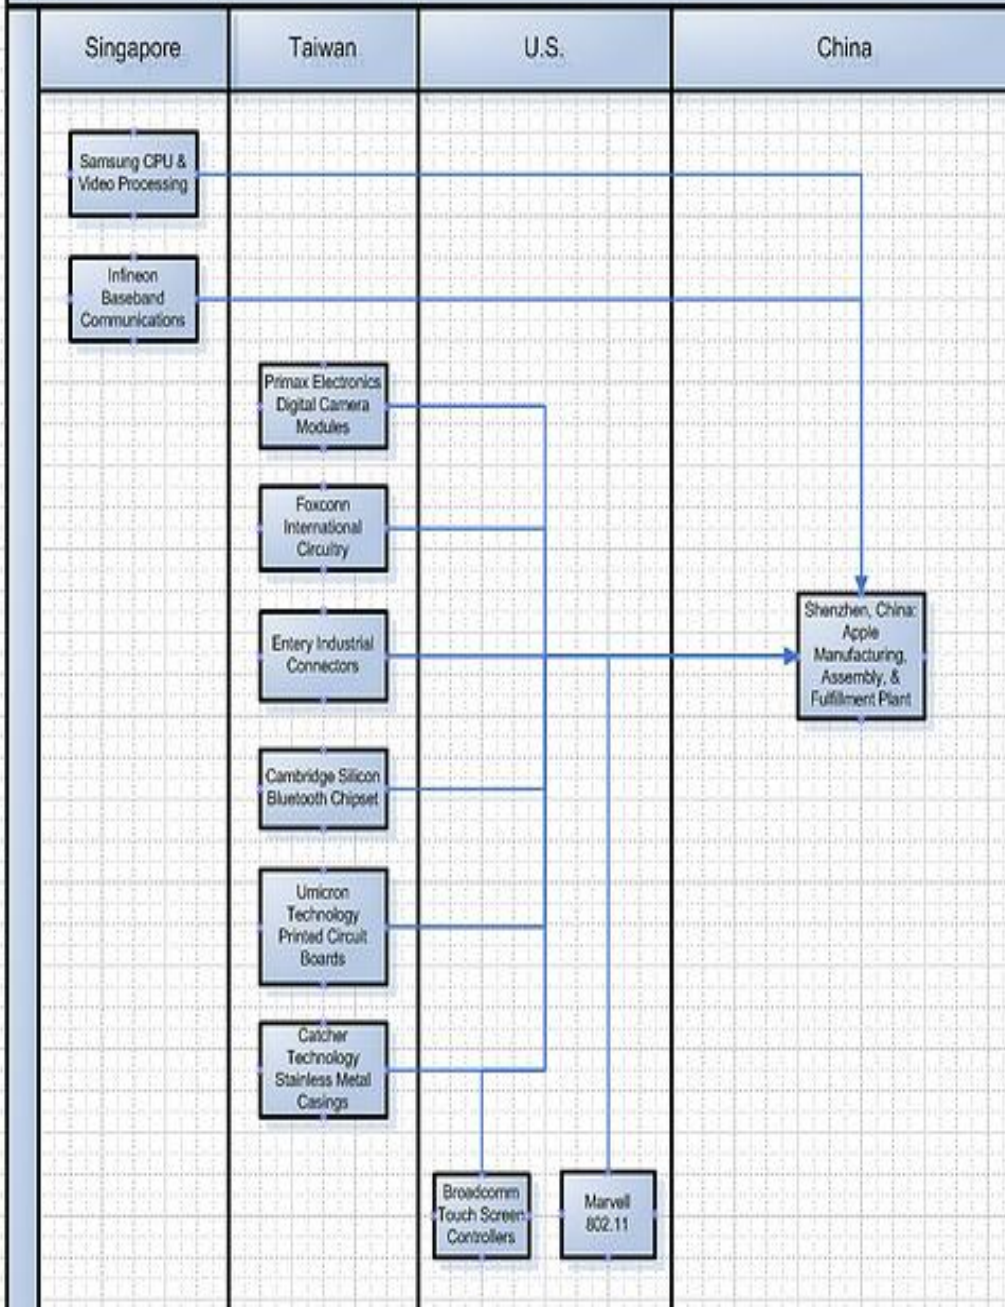 Singapore
Taiwan
U.S.
China
Samsung CPU &
Video Processing
Infineon
Baseband
Communications
Primax Electronics
Digital Camera
Modules
Foxconn
International
Circuitry
Entery Industrial
Connectors
Cambridge Silicon
Bluetooth Chipset
Umicron
Technology
Printed Circuit
Boards
Catcher
Technology
Stainless Metal
Casings
Broadcomm
Touch Screen
Controllers
Marvell
802.11
Shenzhen, China:
Apple
Manufacturing,
Assembly, &
Fulfillment Plant